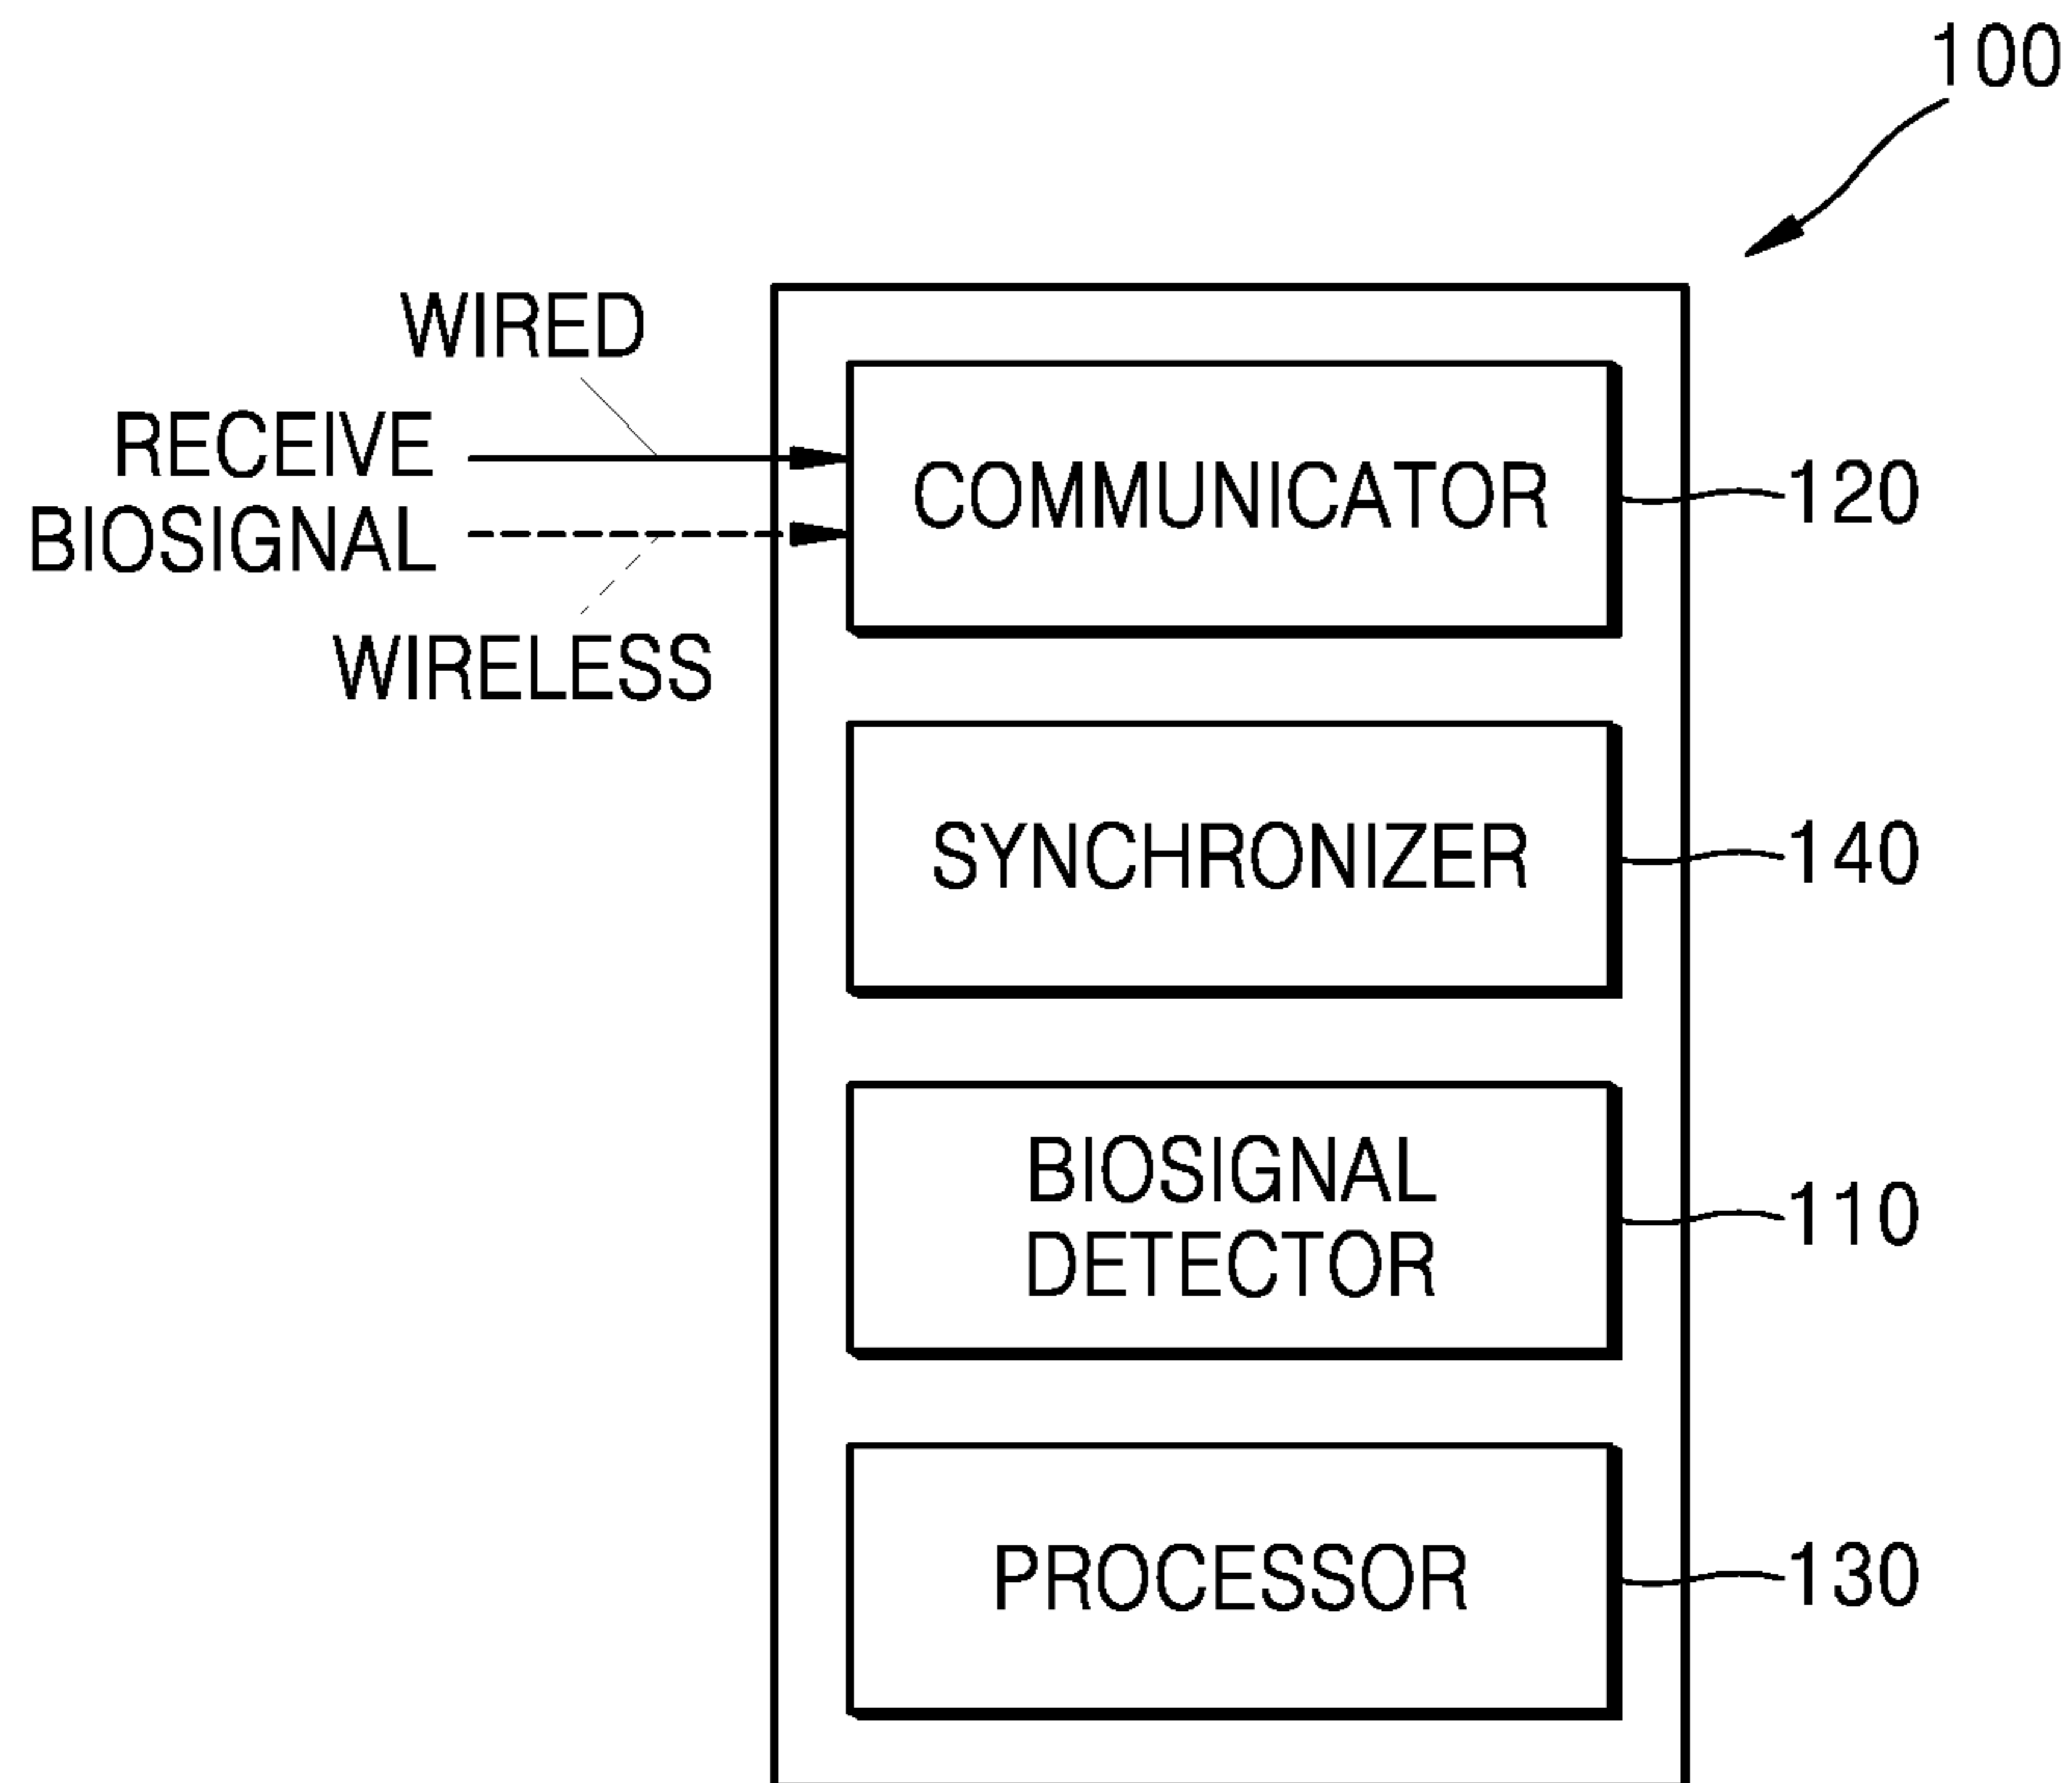 100
WIRED
RECEIVE
BIOSIGNAL
WIRELESS
COMMUNICATOR
120
SYNCHRONIZER
140
BIOSIGNAL
DETECTOR
110
PROCESSOR
130